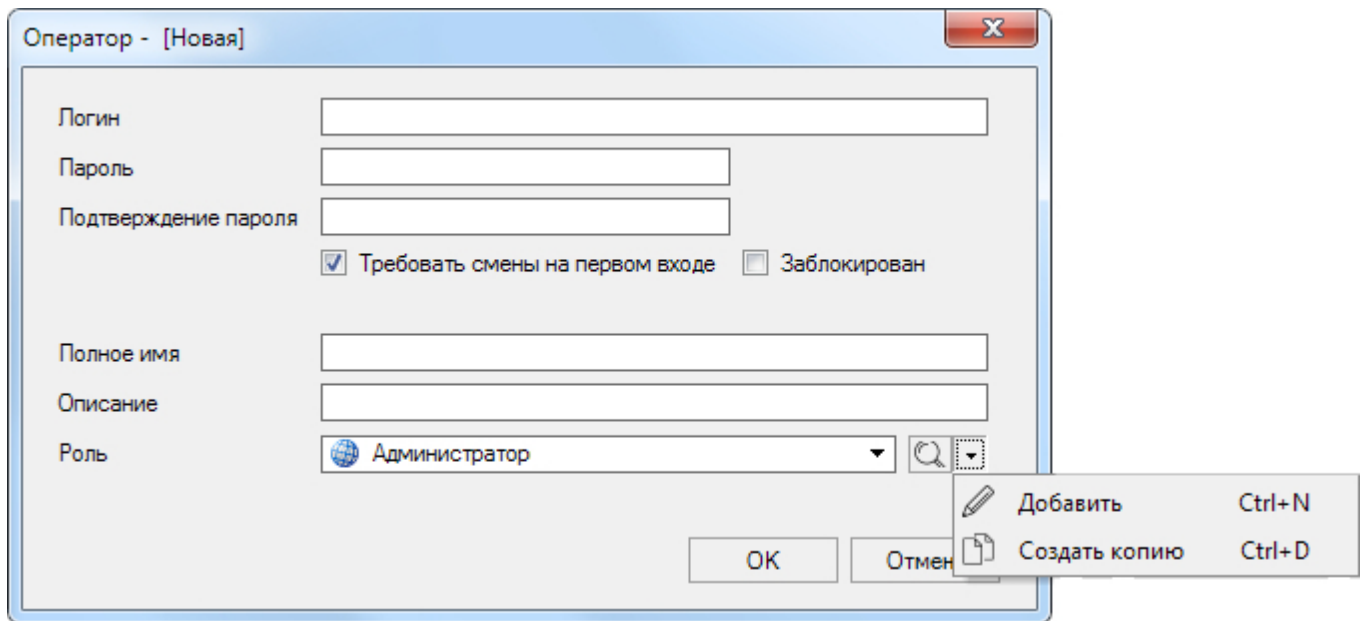 Оператор - [Новая]
Логин
Пароль
Подтверждение пароля
Требовать смены на первом входе Заблокирован
Полное имя
Описание
Роль Администратор
Добавить Ctrl+N
OK Отмен
Создать копию Ctrl+D